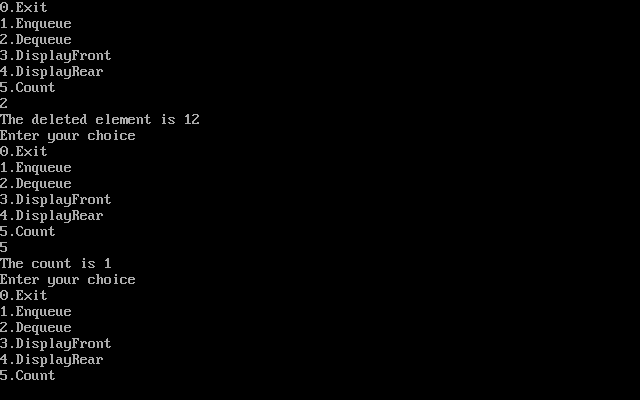 0.Exit
1.Enqueue
2.Dequeue
3.DisplayFront
4.DisplayRear
5.Count
2
The deleted element is 12
Enter your choice
0.Exit
1.Enqueue
2.Dequeue
3.DisplayFront
4.DisplayRear
5.Count
5
The count is 1
Enter your choice
0.Exit
1.Enqueue
2.Dequeue
3.DisplayFront
4.DisplayRear
5.Count